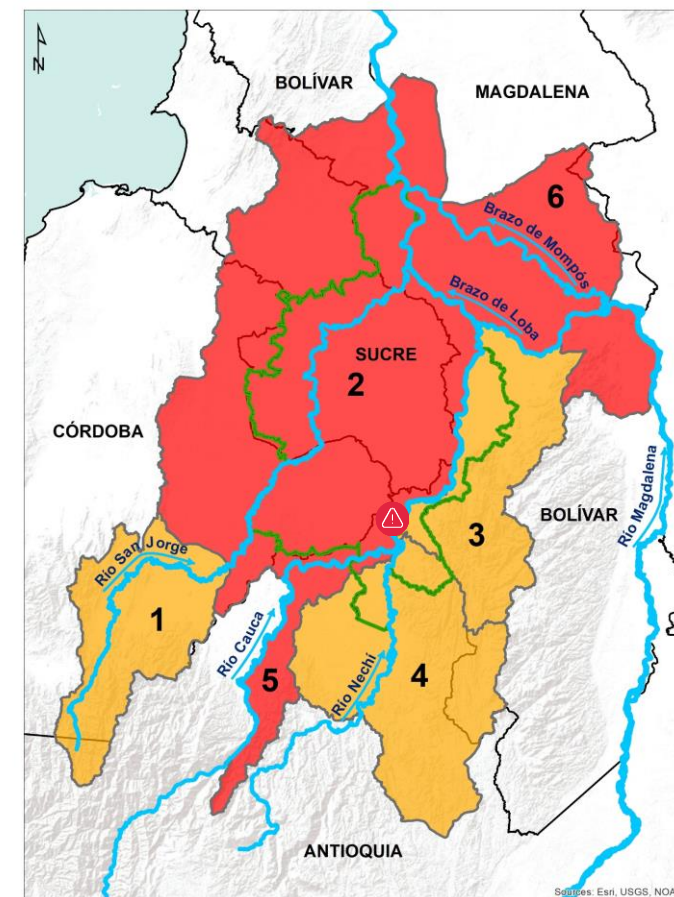 N
BOLÍVAR
MAGDALENA
6
Brazo de Mompós
Brazo de Loba
SUCRE
2
CÓRDOBA
3
BOLÍVAR
Río Magdalena
Río San Jorge
1
Río Cauca
5
Río Nechí
4
ANTIOQUIA
Sources: Esri, USGS, NOA